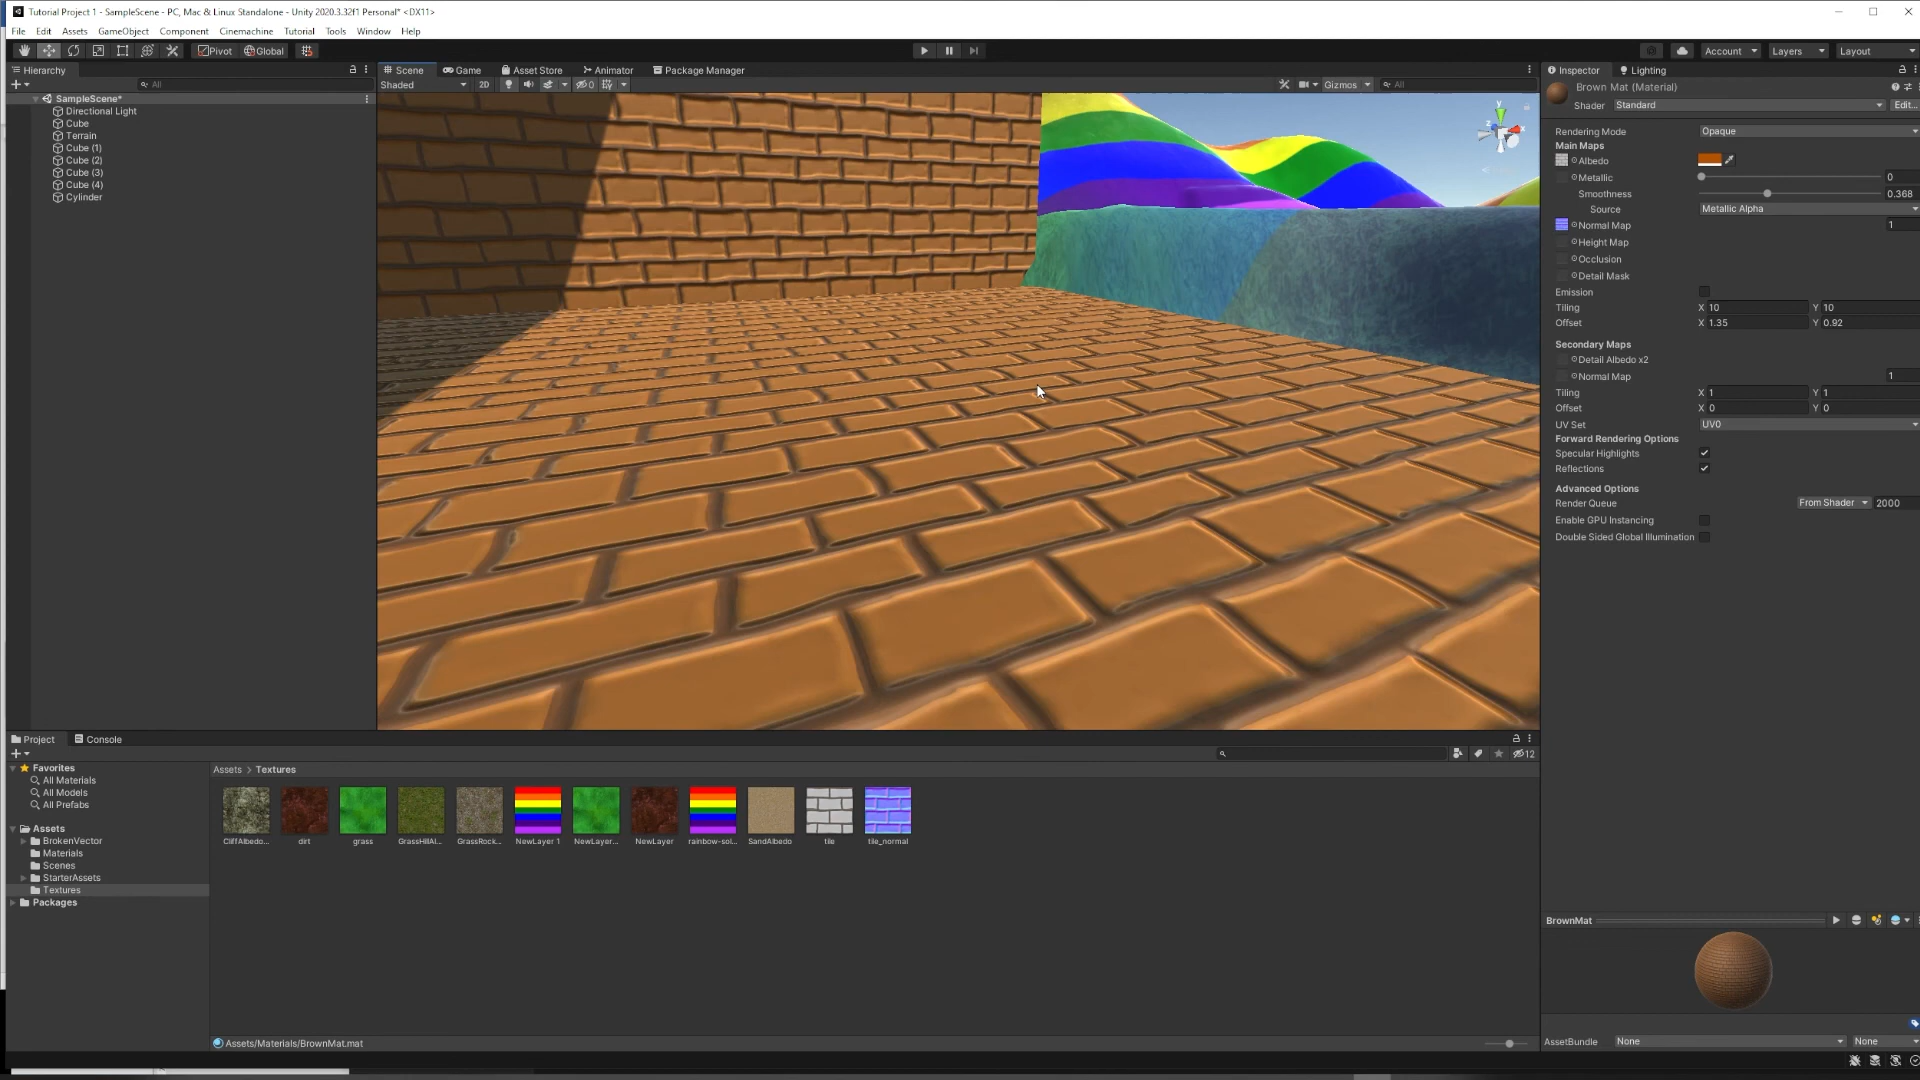 Tutorial Project 1 - SampleScene - PC, Mac & Linux Standalone - Unity 2020.3.32f1 Personal* <DX11>
File Edit Assets GameObject Component Cinemachine Tutorial Tools Window Help
Pivot Global Account Layers Layout
Hierarchy
All
SampleScene*
Directional Light
Cube
Terrain
Cube (1)
Cube (2)
Cube (3)
Cube (4)
Cylinder
Scene Game Asset Store Animator Package Manager
Shaded 2D 0 Gizmos All
y
x
z
Inspector Lighting
Brown Mat (Material)
Shader Standard Edit...
Rendering Mode Opaque
Main Maps
Albedo
Metallic 0
Smoothness 0.368
Source Metallic Alpha
Normal Map 1
Height Map
Occlusion
Detail Mask
Emission
Tiling X 10 Y 10
Offset X 1.35 Y 0.92
Secondary Maps
Detail Albedo x2
Normal Map 1
Tiling X 1 Y 1
Offset X 0 Y 0
UV Set UV0
Forward Rendering Options
Specular Highlights
Reflections
Advanced Options
Render Queue From Shader 2000
Enable GPU Instancing
Double Sided Global Illumination
Project Console
12
Favorites
All Materials
All Models
All Prefabs
Assets
BrokenVector
Materials
Scenes
StarterAssets
Textures
Packages
Assets > Textures
CliffAlbedo... dirt grass GrassHillAl... GrassRock... NewLayer 1 NewLayer... NewLayer rainbow-sol... SandAlbedo tile tile_normal
Assets/Materials/BrownMat.mat
BrownMat
AssetBundle None None